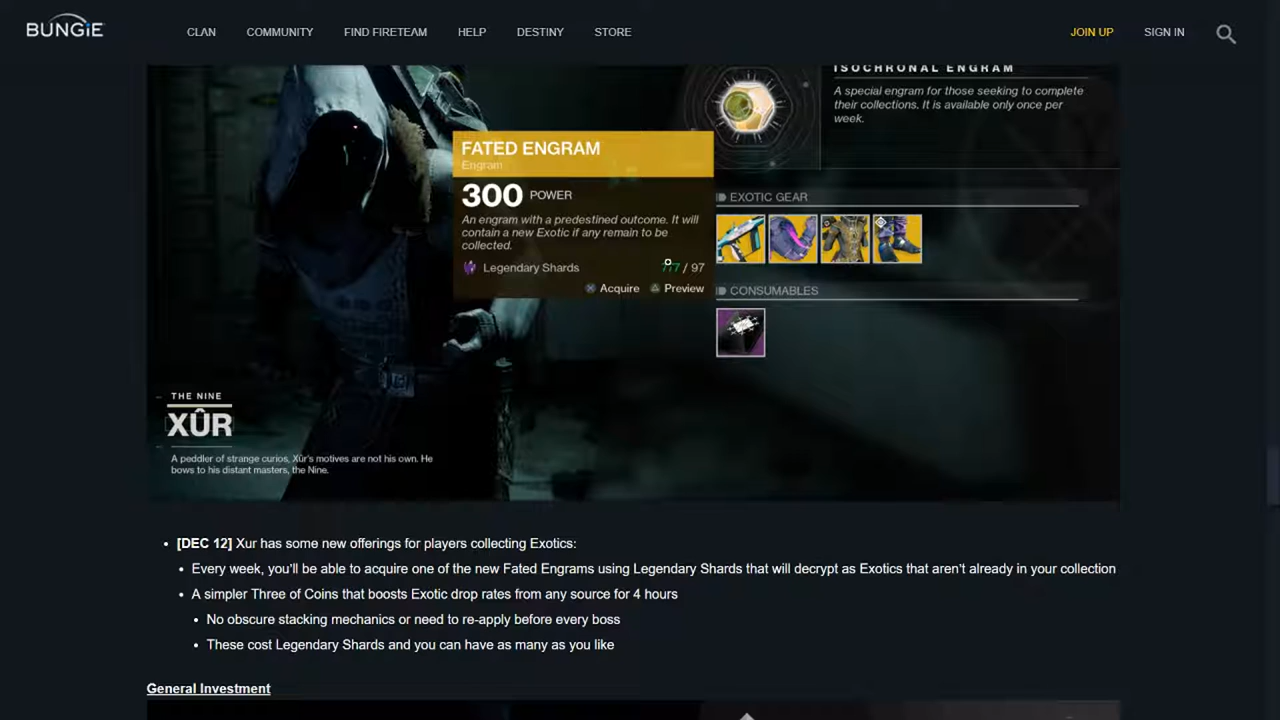 BUNGiE
CLAN COMMUNITY FIND FIRETEAM HELP DESTINY STORE JOIN UP SIGN IN
ISOCHRONAL ENGRAM
A special engram for those seeking to complete
their collections. It is available only once per
week.
FATED ENGRAM
Engram
300 POWER
An engram with a predestined outcome. It will
contain a new Exotic if any remain to be
collected.
Legendary Shards 777 / 97
Acquire Preview
EXOTIC GEAR
CONSUMABLES
THE NINE
XÛR
A peddler of strange curios, Xûr's motives are not his own. He
bows to his distant masters, the Nine.
• [DEC 12] Xur has some new offerings for players collecting Exotics:
• Every week, you'll be able to acquire one of the new Fated Engrams using Legendary Shards that will decrypt as Exotics that aren't already in your collection
• A simpler Three of Coins that boosts Exotic drop rates from any source for 4 hours
• No obscure stacking mechanics or need to re-apply before every boss
• These cost Legendary Shards and you can have as many as you like
General Investment